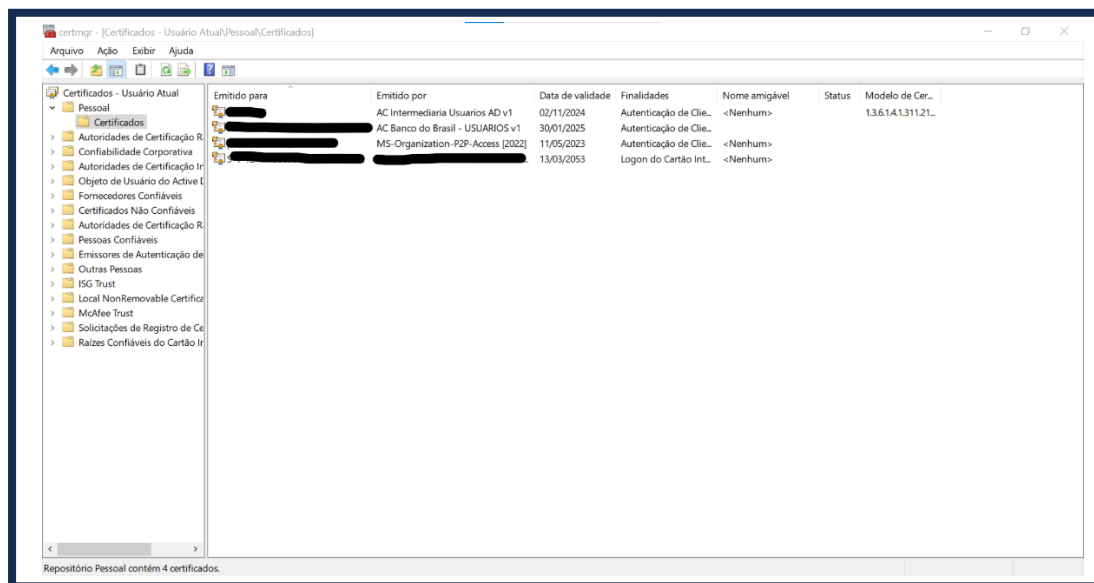 certmgr - [Certificados - Usuário Atual\Pessoal\Certificados]
Arquivo Ação Exibir Ajuda
Certificados - Usuário Atual
Pessoal
Certificados
Autoridades de Certificação R
Confiabilidade Corporativa
Autoridades de Certificação Ir
Objeto de Usuário do Active D
Fornecedores Confiáveis
Certificados Não Confiáveis
Autoridades de Certificação R
Pessoas Confiáveis
Emissores de Autenticação de
Outras Pessoas
ISG Trust
Local NonRemovable Certifica
McAfee Trust
Solicitações de Registro de Ce
Raízes Confiáveis do Cartão Ir
Emitido para Emitido por Data de validade Finalidades Nome amigável Status Modelo de Cer...
AC Intermediaria Usuarios AD v1 02/11/2024 Autenticação de Clie... <Nenhum> 1.3.6.1.4.1.311.21...
AC Banco do Brasil - USUARIOS v1 30/01/2025 Autenticação de Clie...
MS-Organization-P2P-Access [2022] 11/05/2023 Autenticação de Clie... <Nenhum>
13/03/2053 Logon do Cartão Int... <Nenhum>
Repositório Pessoal contém 4 certificados.